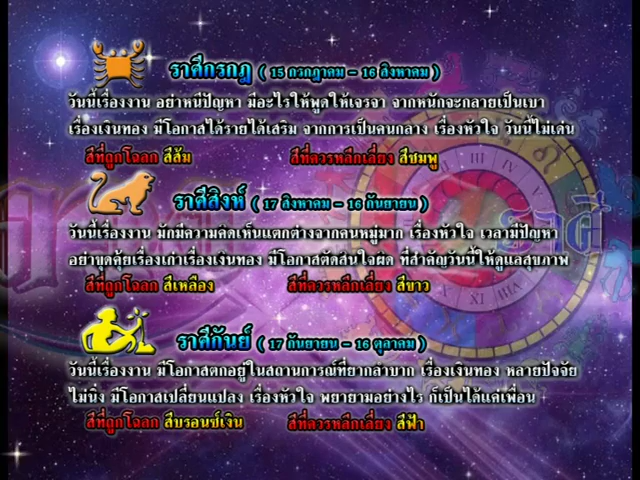 ราศีกรกฎ ( 15 กรกฎาคม - 16 สิงหาคม )
วันนี้เรื่องงาน อย่าหนีปัญหา มีอะไรให้พูดให้เจรจา จากหนักจะกลายเป็นเบา
เรื่องเงินทอง มีโอกาสได้รายได้เสริม จากการเป็นคนกลาง เรื่องหัวใจ วันนี้ไม่เด่น
สีที่ถูกโฉลก สีส้ม สีที่ควรหลีกเลี่ยง สีชมพู
ราศีสิงห์ ( 17 สิงหาคม - 16 กันยายน )
วันนี้เรื่องงาน มักมีความคิดเห็นแตกต่างจากคนหมู่มาก เรื่องหัวใจ เวลามีปัญหา
อย่าขุดคุ้ยเรื่องเก่าเรื่องเงินทอง มีโอกาสตัดสินใจผิด ที่สำคัญวันนี้ให้ดูแลสุขภาพ
สีที่ถูกโฉลก สีเหลือง สีที่ควรหลีกเลี่ยง สีขาว
ราศีกันย์ ( 17 กันยายน - 16 ตุลาคม )
วันนี้เรื่องงาน มีโอกาสตกอยู่ในสถานการณ์ที่ยากลำบาก เรื่องเงินทอง หลายปัจจัย
ไม่นิ่ง มีโอกาสเปลี่ยนแปลง เรื่องหัวใจ พยายามอย่างไร ก็เป็นได้แค่เพื่อน
สีที่ถูกโฉลก สีบรอนซ์เงิน สีที่ควรหลีกเลี่ยง สีฟ้า